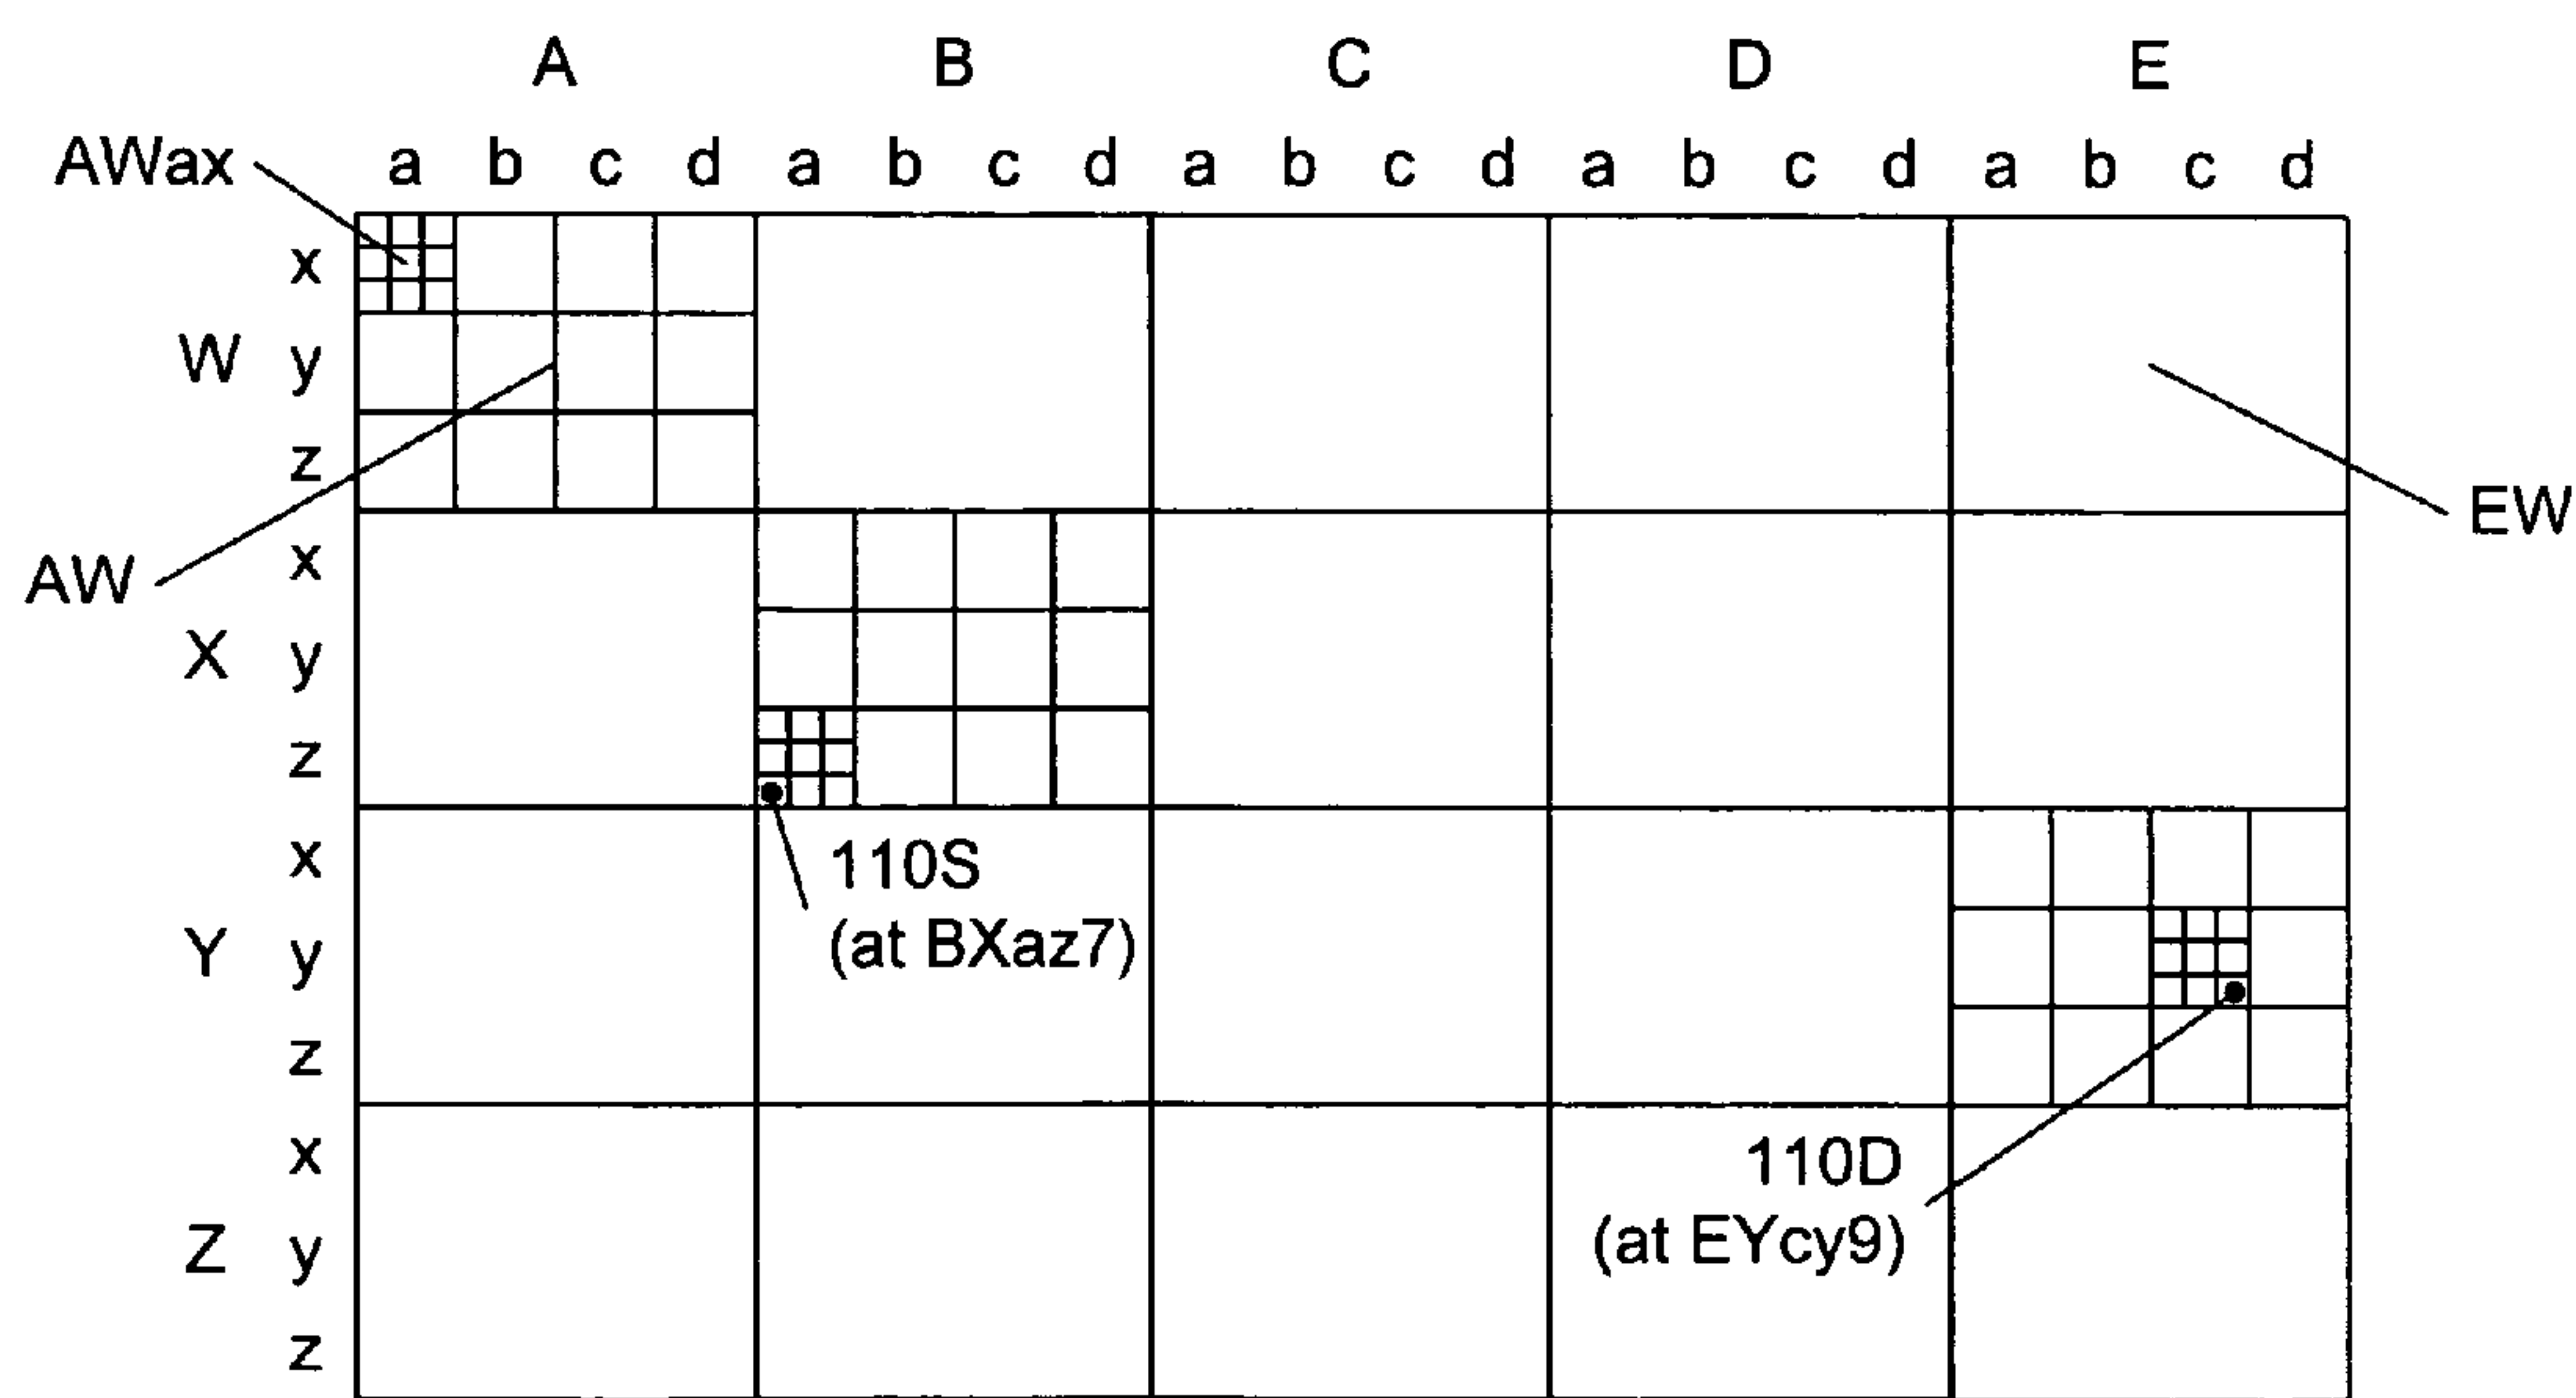 A B C D E
AWax a b c d a b c d a b c d a b c d a b c d
x
W y
z
EW
AW x
X y
z
x 110S
(at BXaz7)
Y y
z
x 110D
Z y (at EYcy9)
z